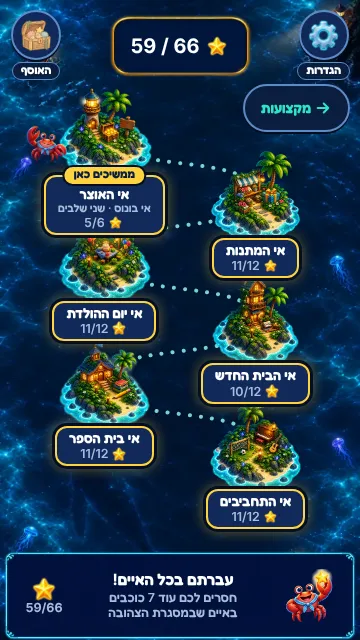 האוסף
59 / 66
הגדרות
מקצועות →
ממשיכים כאן
אי האוצר
אי בונוס · שני שלבים
5/6
אי המתנות
11/12
אי יום ההולדת
11/12
אי הבית החדש
10/12
אי בית הספר
11/12
אי התחביבים
11/12
עברתם בכל האיים!
חסרים לכם עוד 7 כוכבים
באיים שבמסגרת הצהובה
59/66